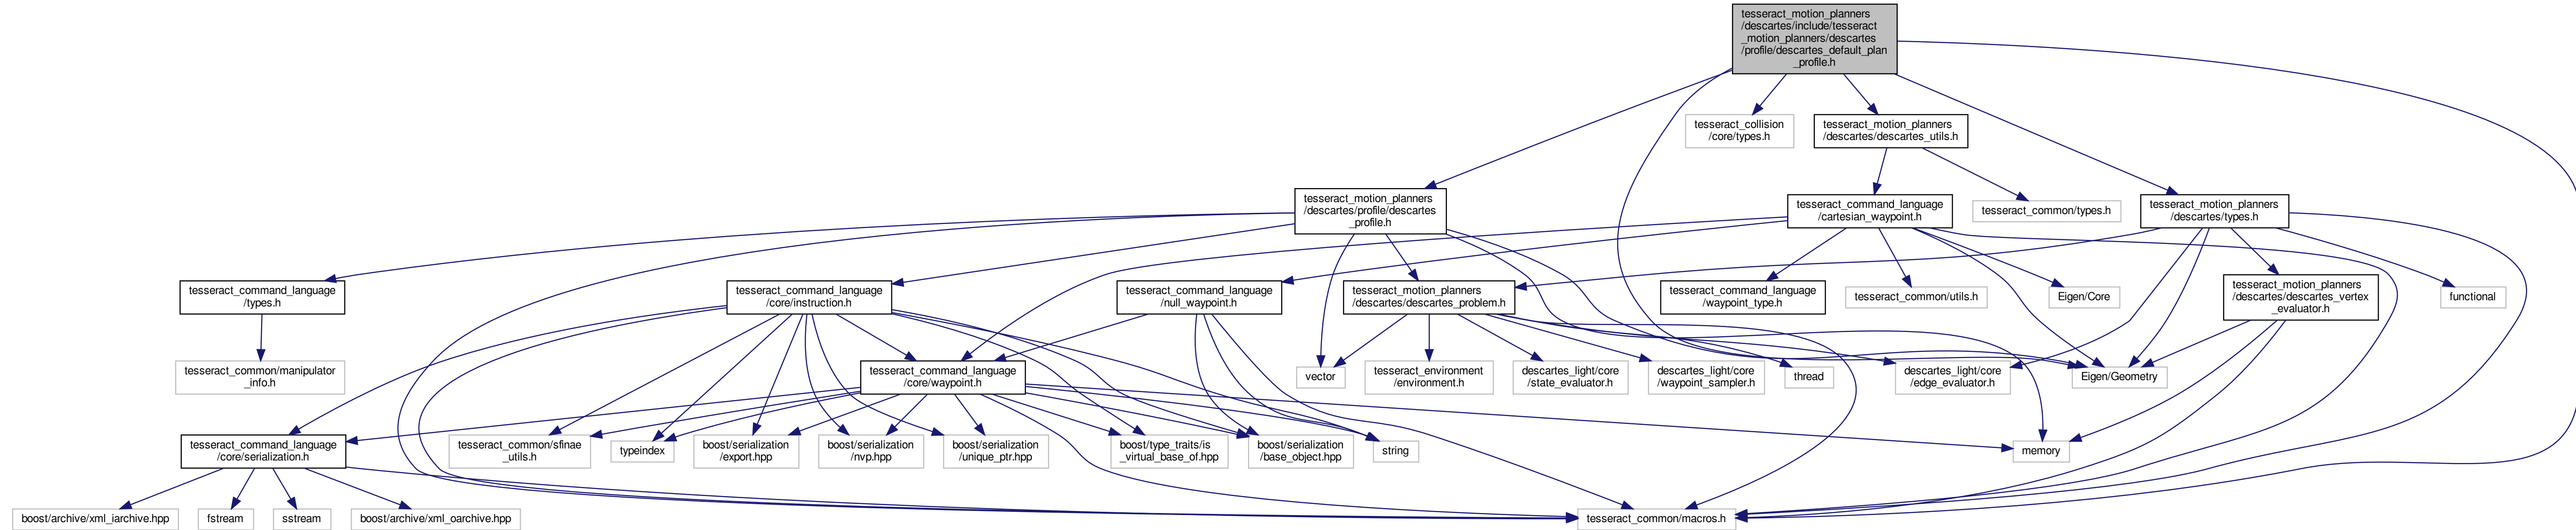 tesseract_motion_planners
/descartes/include/tesseract
_motion_planners/descartes
/profile/descartes_default_plan
_profile.h
tesseract_collision
/core/types.h
tesseract_motion_planners
/descartes/descartes_utils.h
tesseract_motion_planners
/descartes/profile/descartes
_profile.h
tesseract_command_language
/cartesian_waypoint.h
tesseract_common/types.h
tesseract_motion_planners
/descartes/types.h
tesseract_command_language
/types.h
tesseract_command_language
/core/instruction.h
tesseract_command_language
/null_waypoint.h
tesseract_motion_planners
/descartes/descartes_problem.h
tesseract_command_language
/waypoint_type.h
tesseract_common/utils.h
Eigen/Core
tesseract_motion_planners
/descartes/descartes_vertex
_evaluator.h
functional
tesseract_common/manipulator
_info.h
tesseract_command_language
/core/waypoint.h
vector
tesseract_environment
/environment.h
descartes_light/core
/state_evaluator.h
descartes_light/core
/waypoint_sampler.h
thread
descartes_light/core
/edge_evaluator.h
Eigen/Geometry
tesseract_command_language
/core/serialization.h
tesseract_common/sfinae
_utils.h
typeindex
boost/serialization
/export.hpp
boost/serialization
/nvp.hpp
boost/serialization
/unique_ptr.hpp
boost/type_traits/is
_virtual_base_of.hpp
boost/serialization
/base_object.hpp
string
memory
boost/archive/xml_iarchive.hpp
fstream
sstream
boost/archive/xml_oarchive.hpp
tesseract_common/macros.h